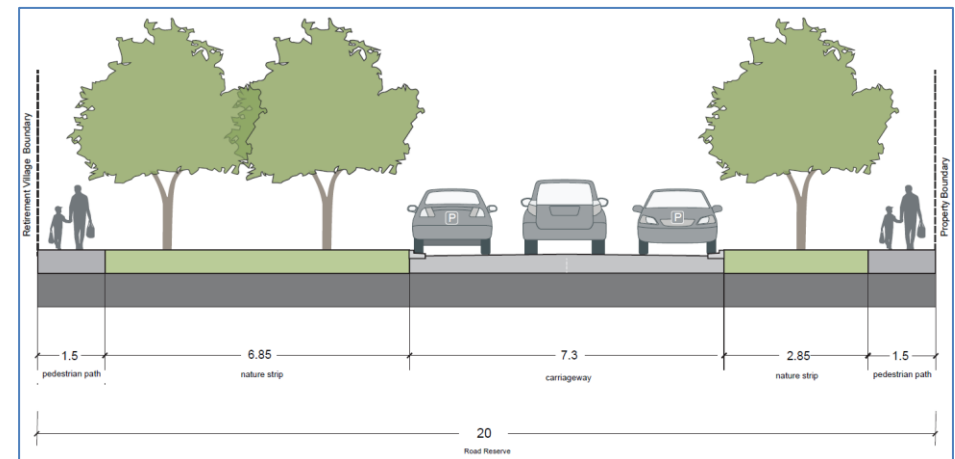 Retirement Village Boundary
Property Boundary
P
P
1.5
6.85
7.3
2.85
1.5
pedestrian path
nature strip
carriageway
nature strip
pedestrian path
20
Road Reserve